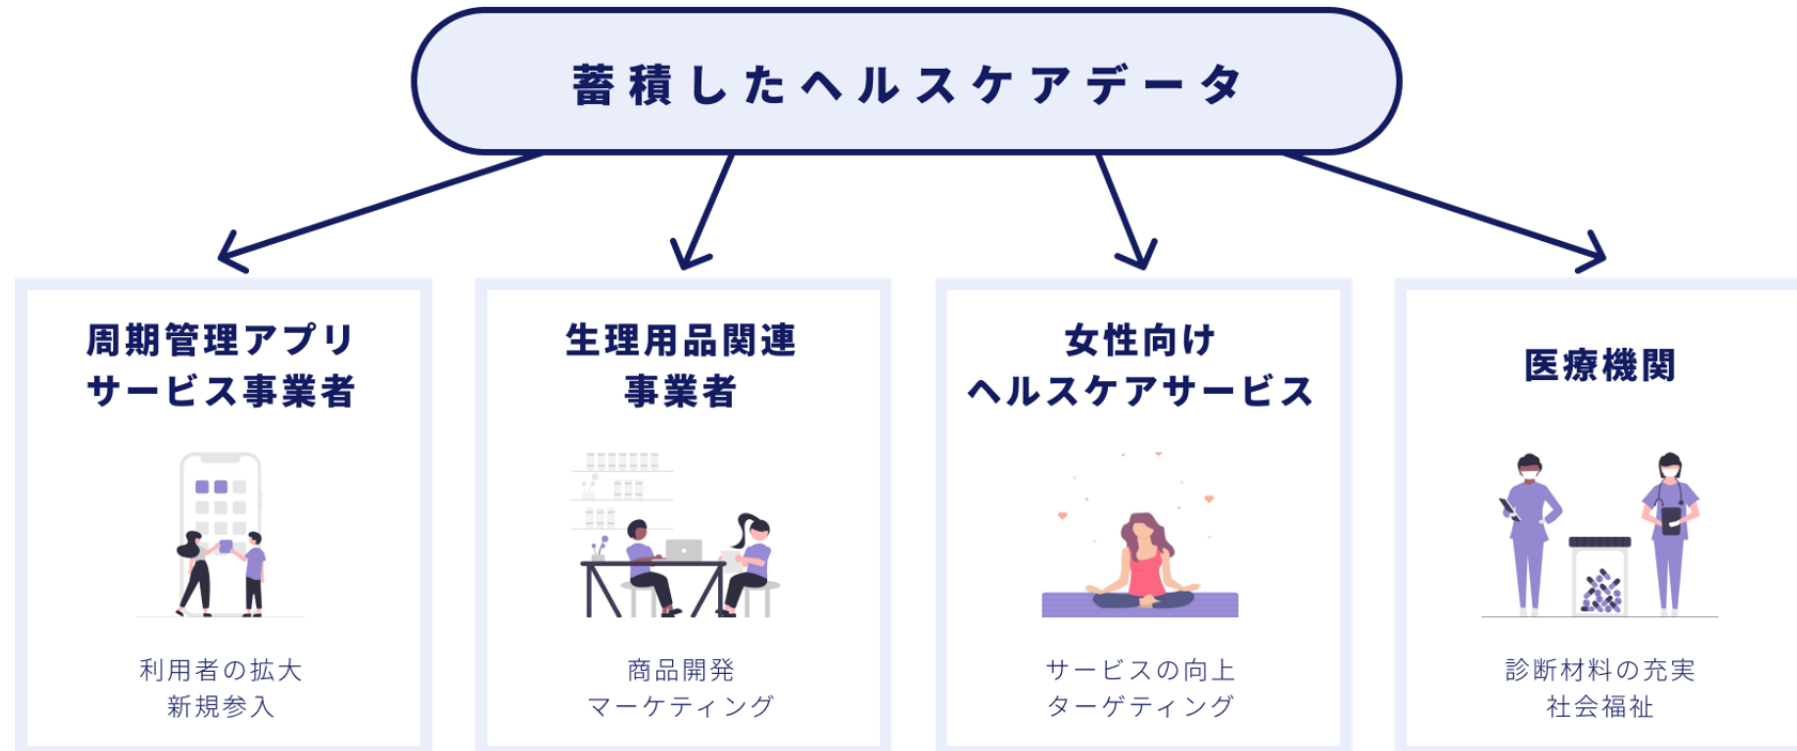 蓄積したヘルスケアデータ
周期管理アプリ
サービス事業者
利用者の拡大
新規参入
生理用品関連
事業者
商品開発
マーケティング
女性向け
ヘルスケアサービス
サービスの向上
ターゲティング
医療機関
診断材料の充実
社会福祉